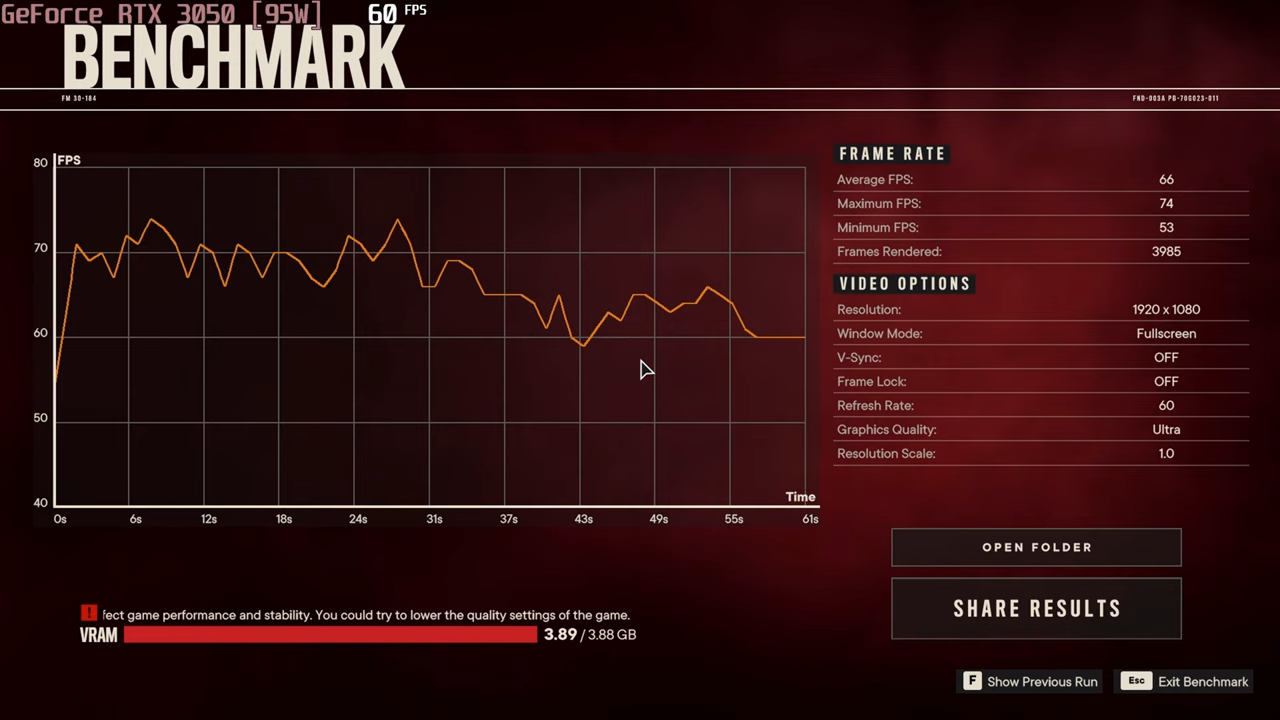 GeForce RTX 3050 [95W] 60 FPS
BENCHMARK
FM 30-184 FND-003A PB-70G023-011
FPS
80
70
60
50
40
Time
0s 6s 12s 18s 24s 31s 37s 43s 49s 55s 61s
FRAME RATE
Average FPS: 66
Maximum FPS: 74
Minimum FPS: 53
Frames Rendered: 3985
VIDEO OPTIONS
Resolution: 1920 x 1080
Window Mode: Fullscreen
V-Sync: OFF
Frame Lock: OFF
Refresh Rate: 60
Graphics Quality: Ultra
Resolution Scale: 1.0
OPEN FOLDER
SHARE RESULTS
! fect game performance and stability. You could try to lower the quality settings of the game.
VRAM 3.89 / 3.88 GB
F Show Previous Run Esc Exit Benchmark